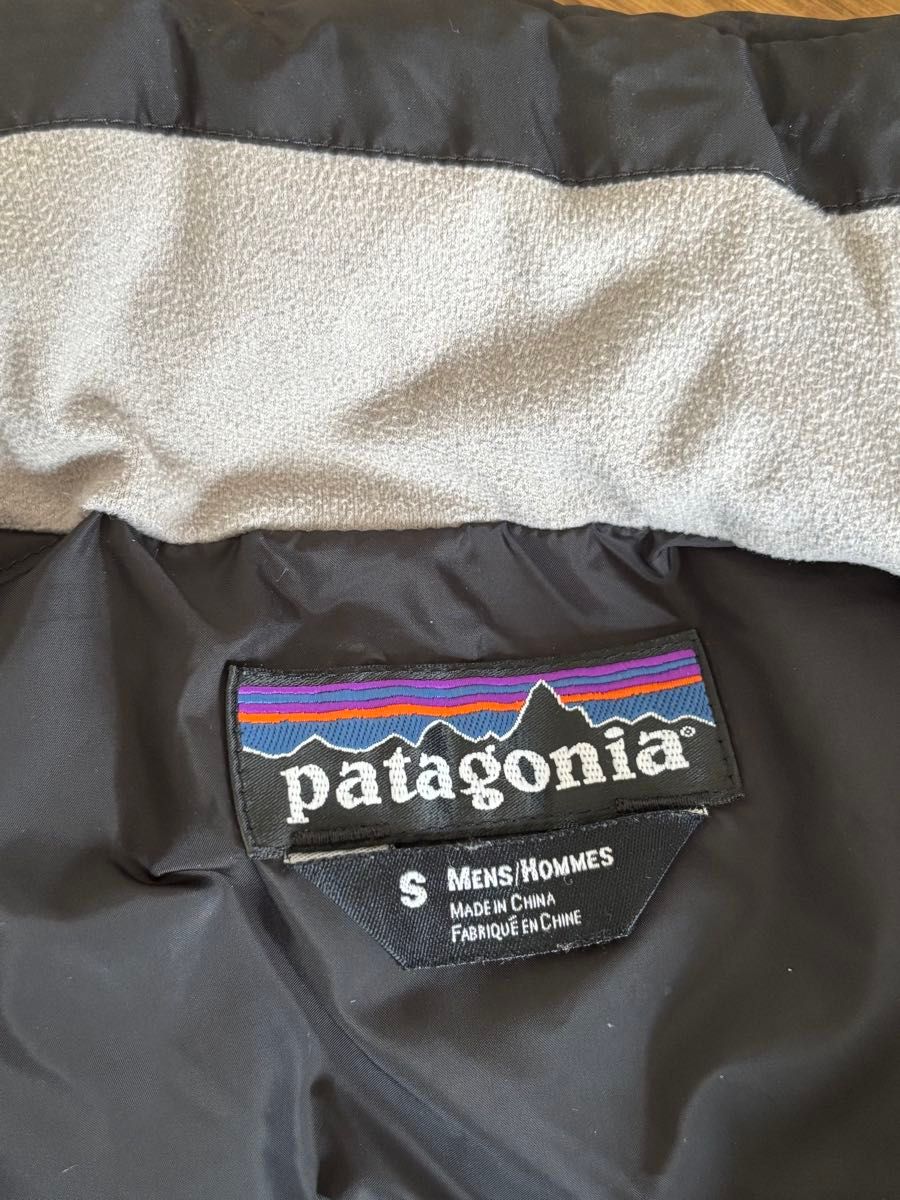 patagonia®
S MENS/HOMMES
MADE IN CHINA
FABRIQUÉ EN CHINE